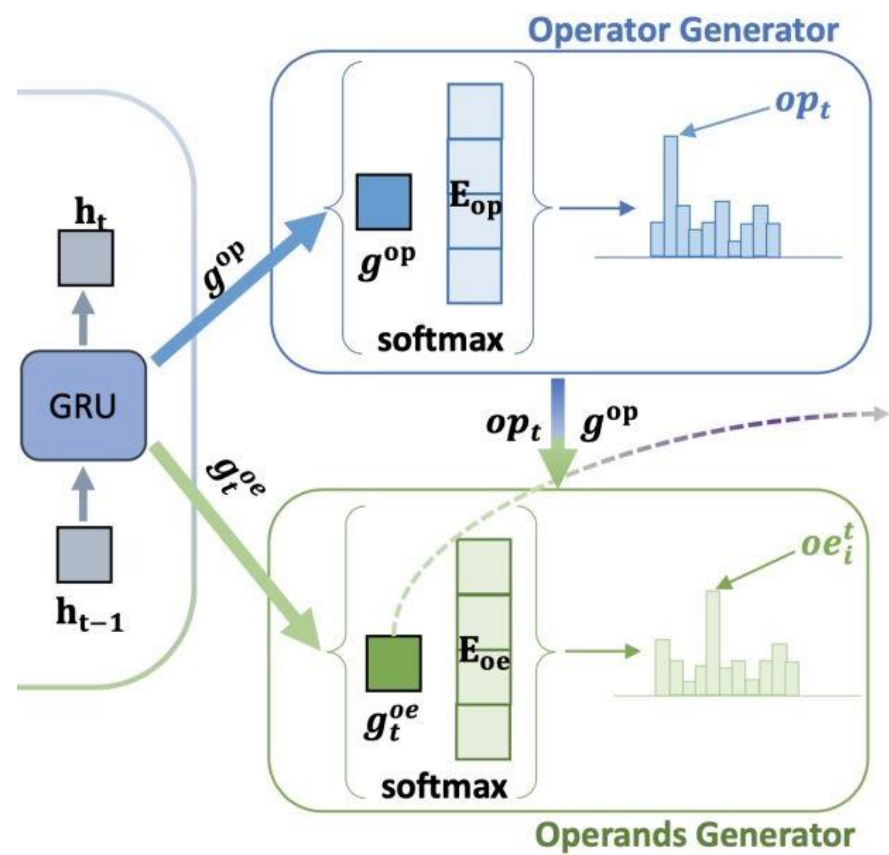 Operator Generator
op_t
h_t
E_op
g^op
g^op
softmax
GRU
op_t g^op
g_t^oe
oe_i^t
h_{t-1}
E_oe
g_t^oe
softmax
Operands Generator